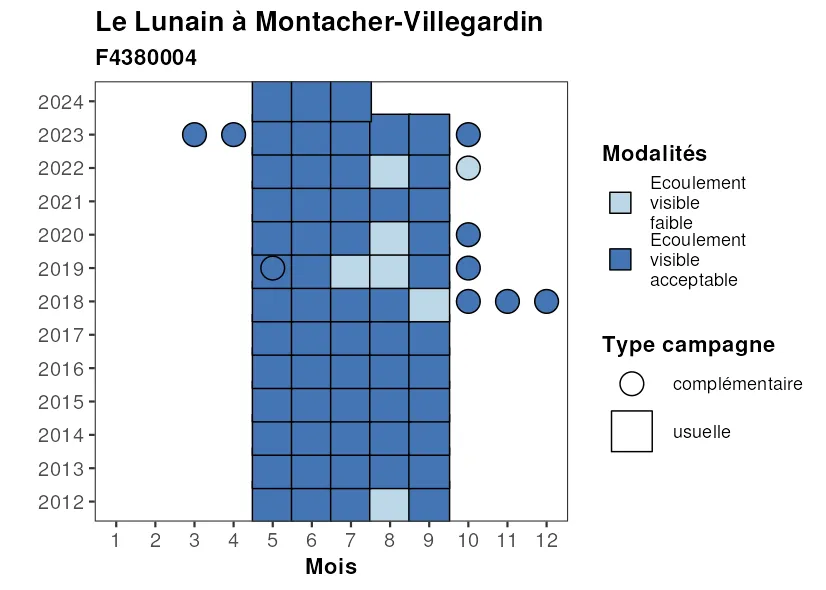 Le Lunain à Montacher-Villegardin
F4380004
2024
2023
2022
2021
2020
2019
2018
2017
2016
2015
2014
2013
2012
1 2 3 4 5 6 7 8 9 10 11 12
Mois
Modalités
Ecoulement
visible
faible
Ecoulement
visible
acceptable
Type campagne
complémentaire
usuelle